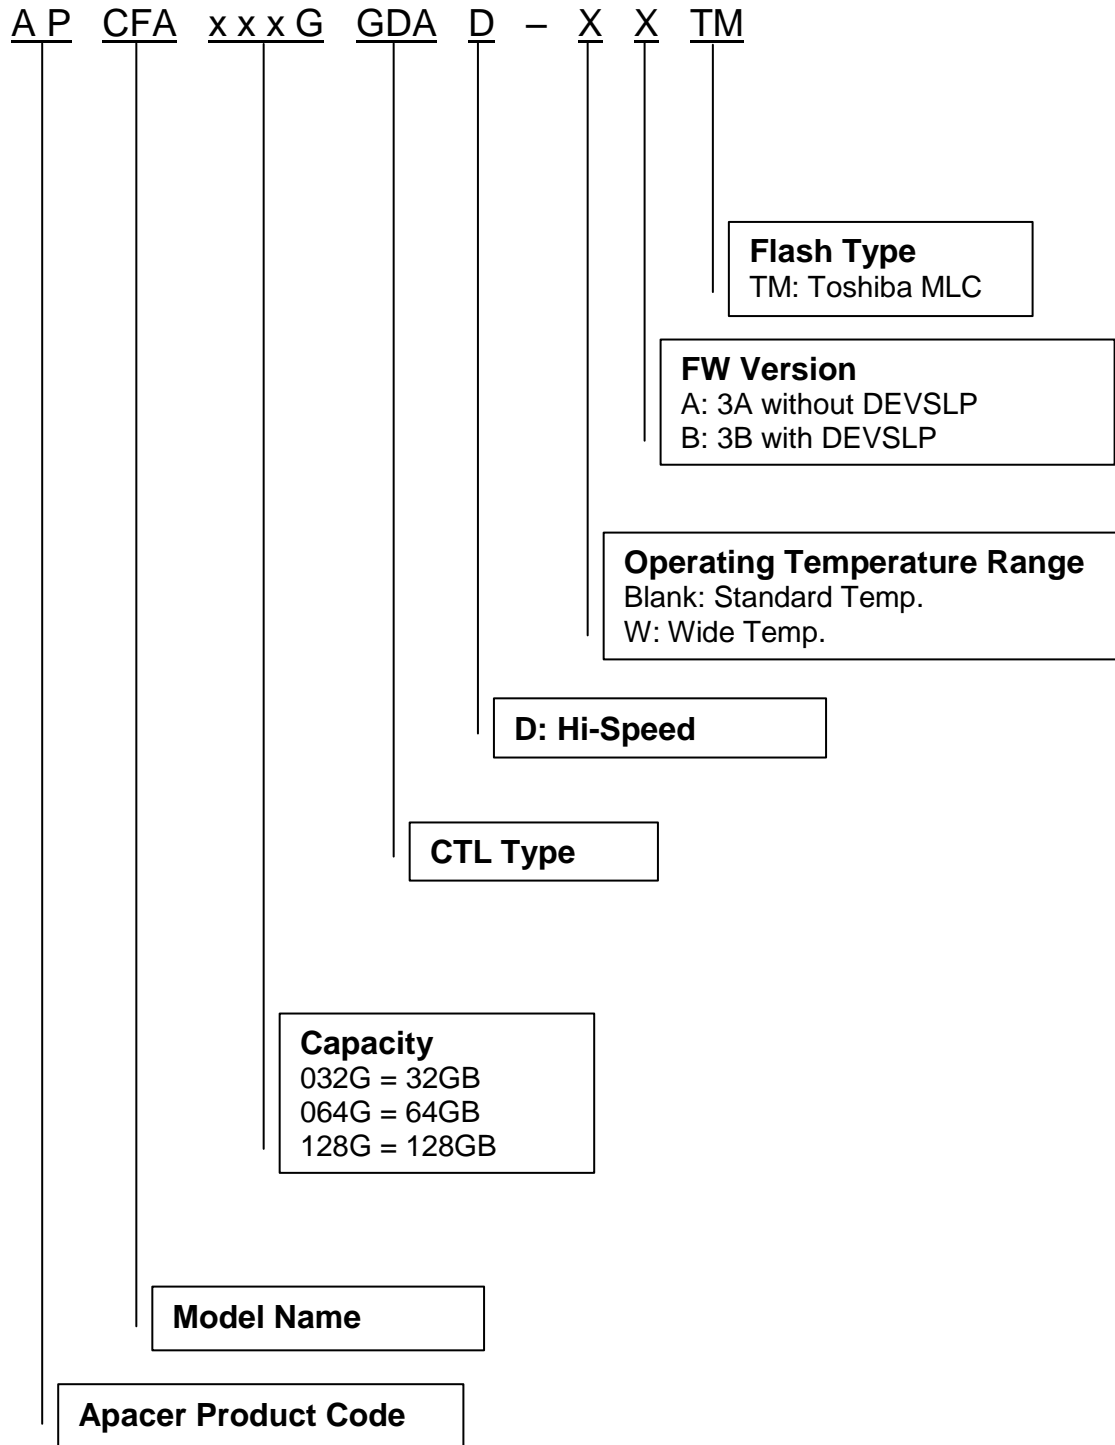 A P CFA x x x G GDA D – X X TM
Flash Type
TM: Toshiba MLC
FW Version
A: 3A without DEVSLP
B: 3B with DEVSLP
Operating Temperature Range
Blank: Standard Temp.
W: Wide Temp.
D: Hi-Speed
CTL Type
Capacity
032G = 32GB
064G = 64GB
128G = 128GB
Model Name
Apacer Product Code